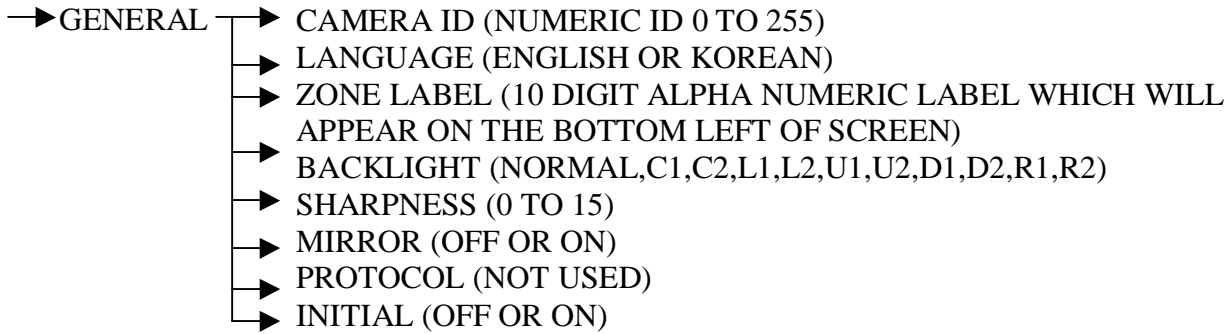 GENERAL CAMERA ID (NUMERIC ID 0 TO 255)
LANGUAGE (ENGLISH OR KOREAN)
ZONE LABEL (10 DIGIT ALPHA NUMERIC LABEL WHICH WILL
APPEAR ON THE BOTTOM LEFT OF SCREEN)
BACKLIGHT (NORMAL,C1,C2,L1,L2,U1,U2,D1,D2,R1,R2)
SHARPNESS (0 TO 15)
MIRROR (OFF OR ON)
PROTOCOL (NOT USED)
INITIAL (OFF OR ON)